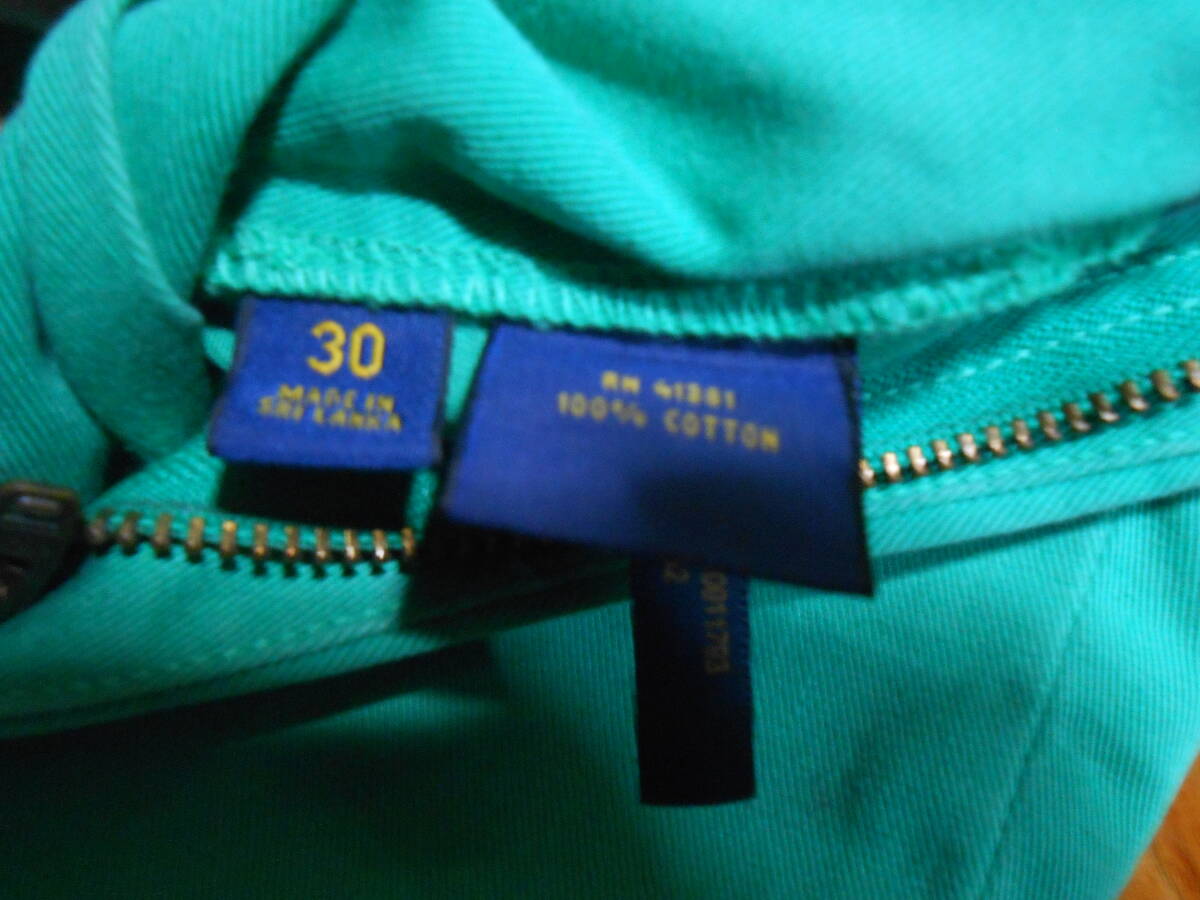 30
MADE IN
SRI LANKA
RN 41381
100% COTTON